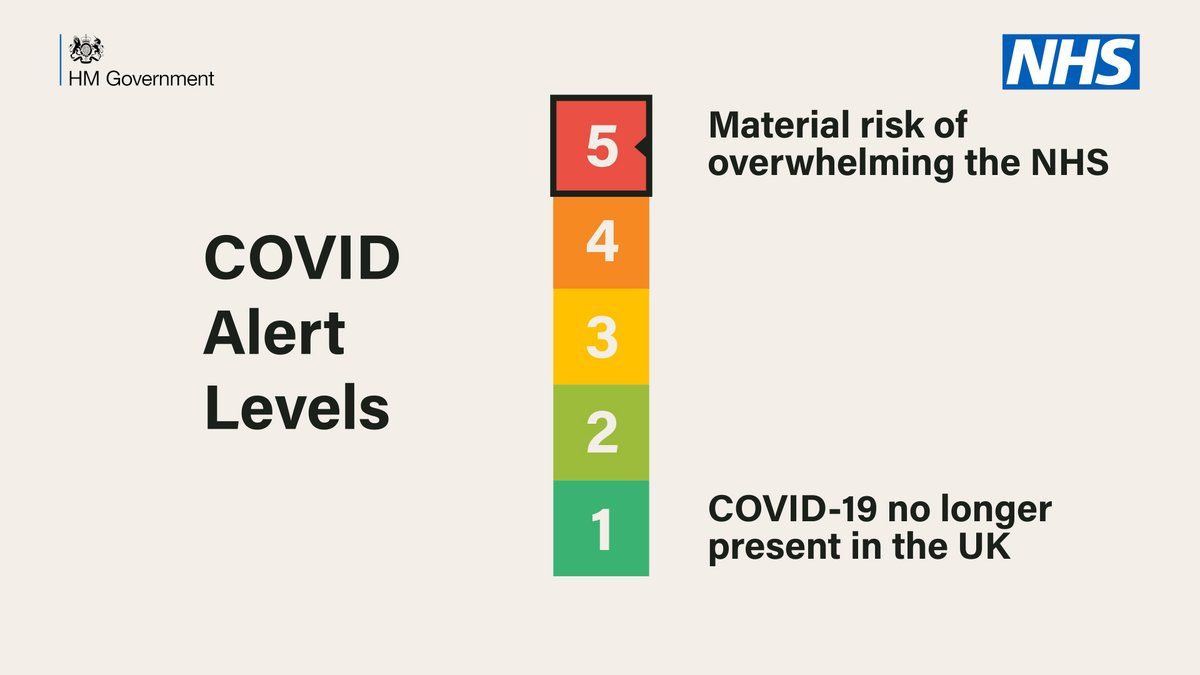 HM Government
NHS
COVID
Alert
Levels
5
Material risk of
overwhelming the NHS
4
3
2
1
COVID-19 no longer
present in the UK